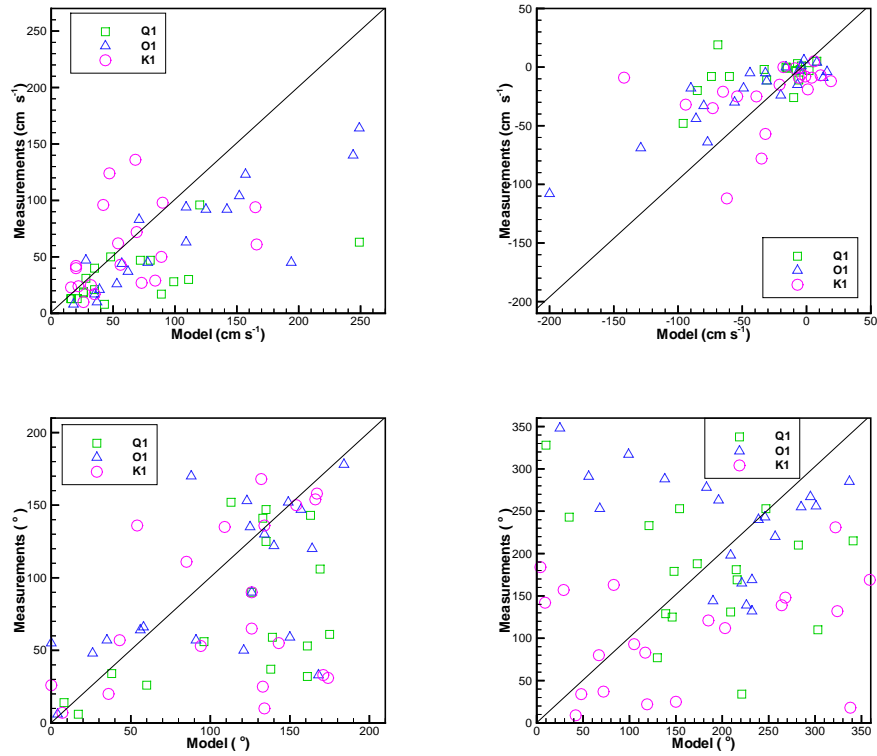 250
200
150
100
50
0
Measurements (cm s-1)
Q1
O1
K1
0 50 100 150 200 250
Model (cm s-1)
50
0
-50
-100
-150
-200
Measurements (cm s-1)
Q1
O1
K1
-200 -150 -100 -50 0 50
Model (cm s-1)
200
150
100
50
0
Measurements ( o)
Q1
O1
K1
0 50 100 150 200
Model ( o)
350
300
250
200
150
100
50
0
Measurements ( o)
Q1
O1
K1
0 50 100 150 200 250 300 350
Model ( o)